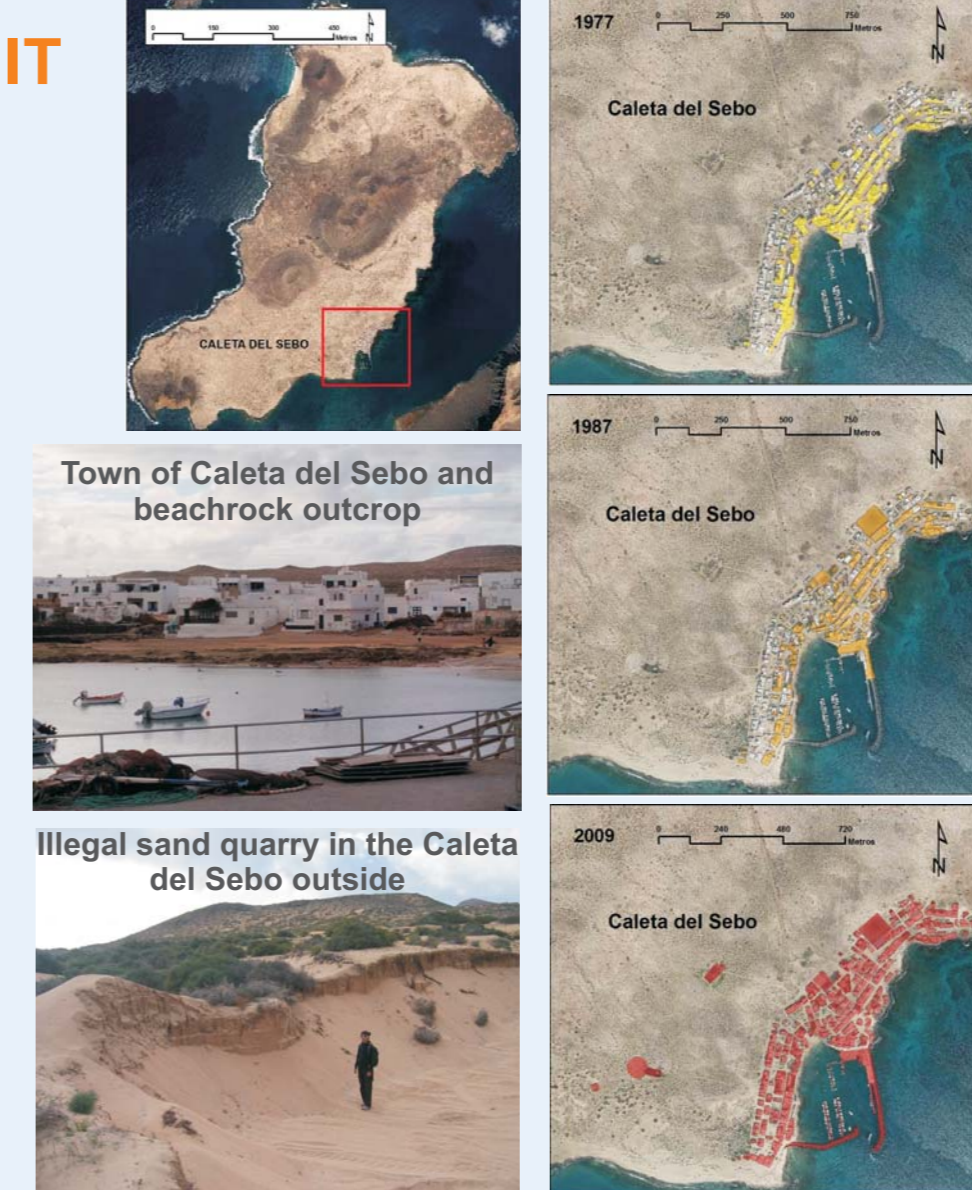 IT
0 150 300 450
Metros
N
CALETA DEL SEBO
Town of Caleta del Sebo and
beachrock outcrop
Illegal sand quarry in the Caleta
del Sebo outside
1977
0 250 500 750
Metros
N
Caleta del Sebo
1987
0 250 500 750
Metros
N
Caleta del Sebo
2009
0 240 480 720
Metros
N
Caleta del Sebo